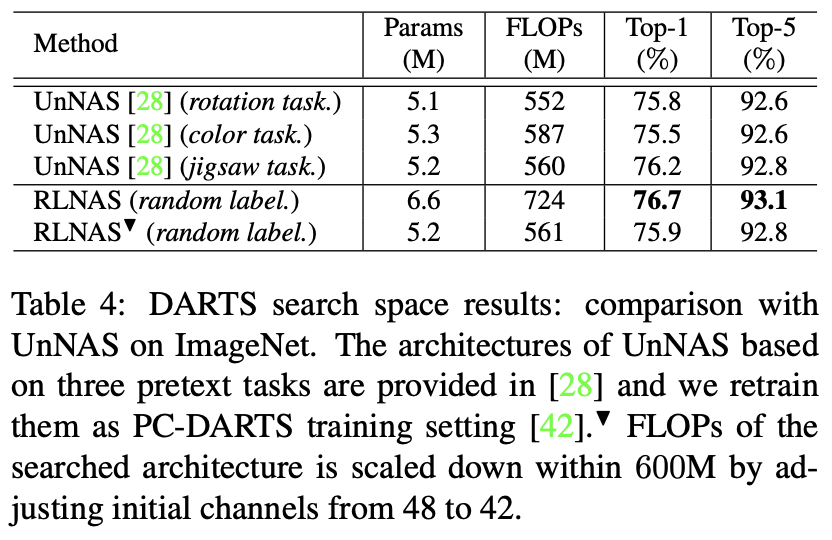 Method Params FLOPs Top-1 Top-5
(M) (M) (%) (%)
UnNAS [28] (rotation task.) 5.1 552 75.8 92.6
UnNAS [28] (color task.) 5.3 587 75.5 92.6
UnNAS [28] (jigsaw task.) 5.2 560 76.2 92.8
RLNAS (random label.) 6.6 724 76.7 93.1
RLNAS▼ (random label.) 5.2 561 75.9 92.8
Table 4: DARTS search space results: comparison with
UnNAS on ImageNet. The architectures of UnNAS based
on three pretext tasks are provided in [28] and we retrain
them as PC-DARTS training setting [42].▼ FLOPs of the
searched architecture is scaled down within 600M by ad-
justing initial channels from 48 to 42.